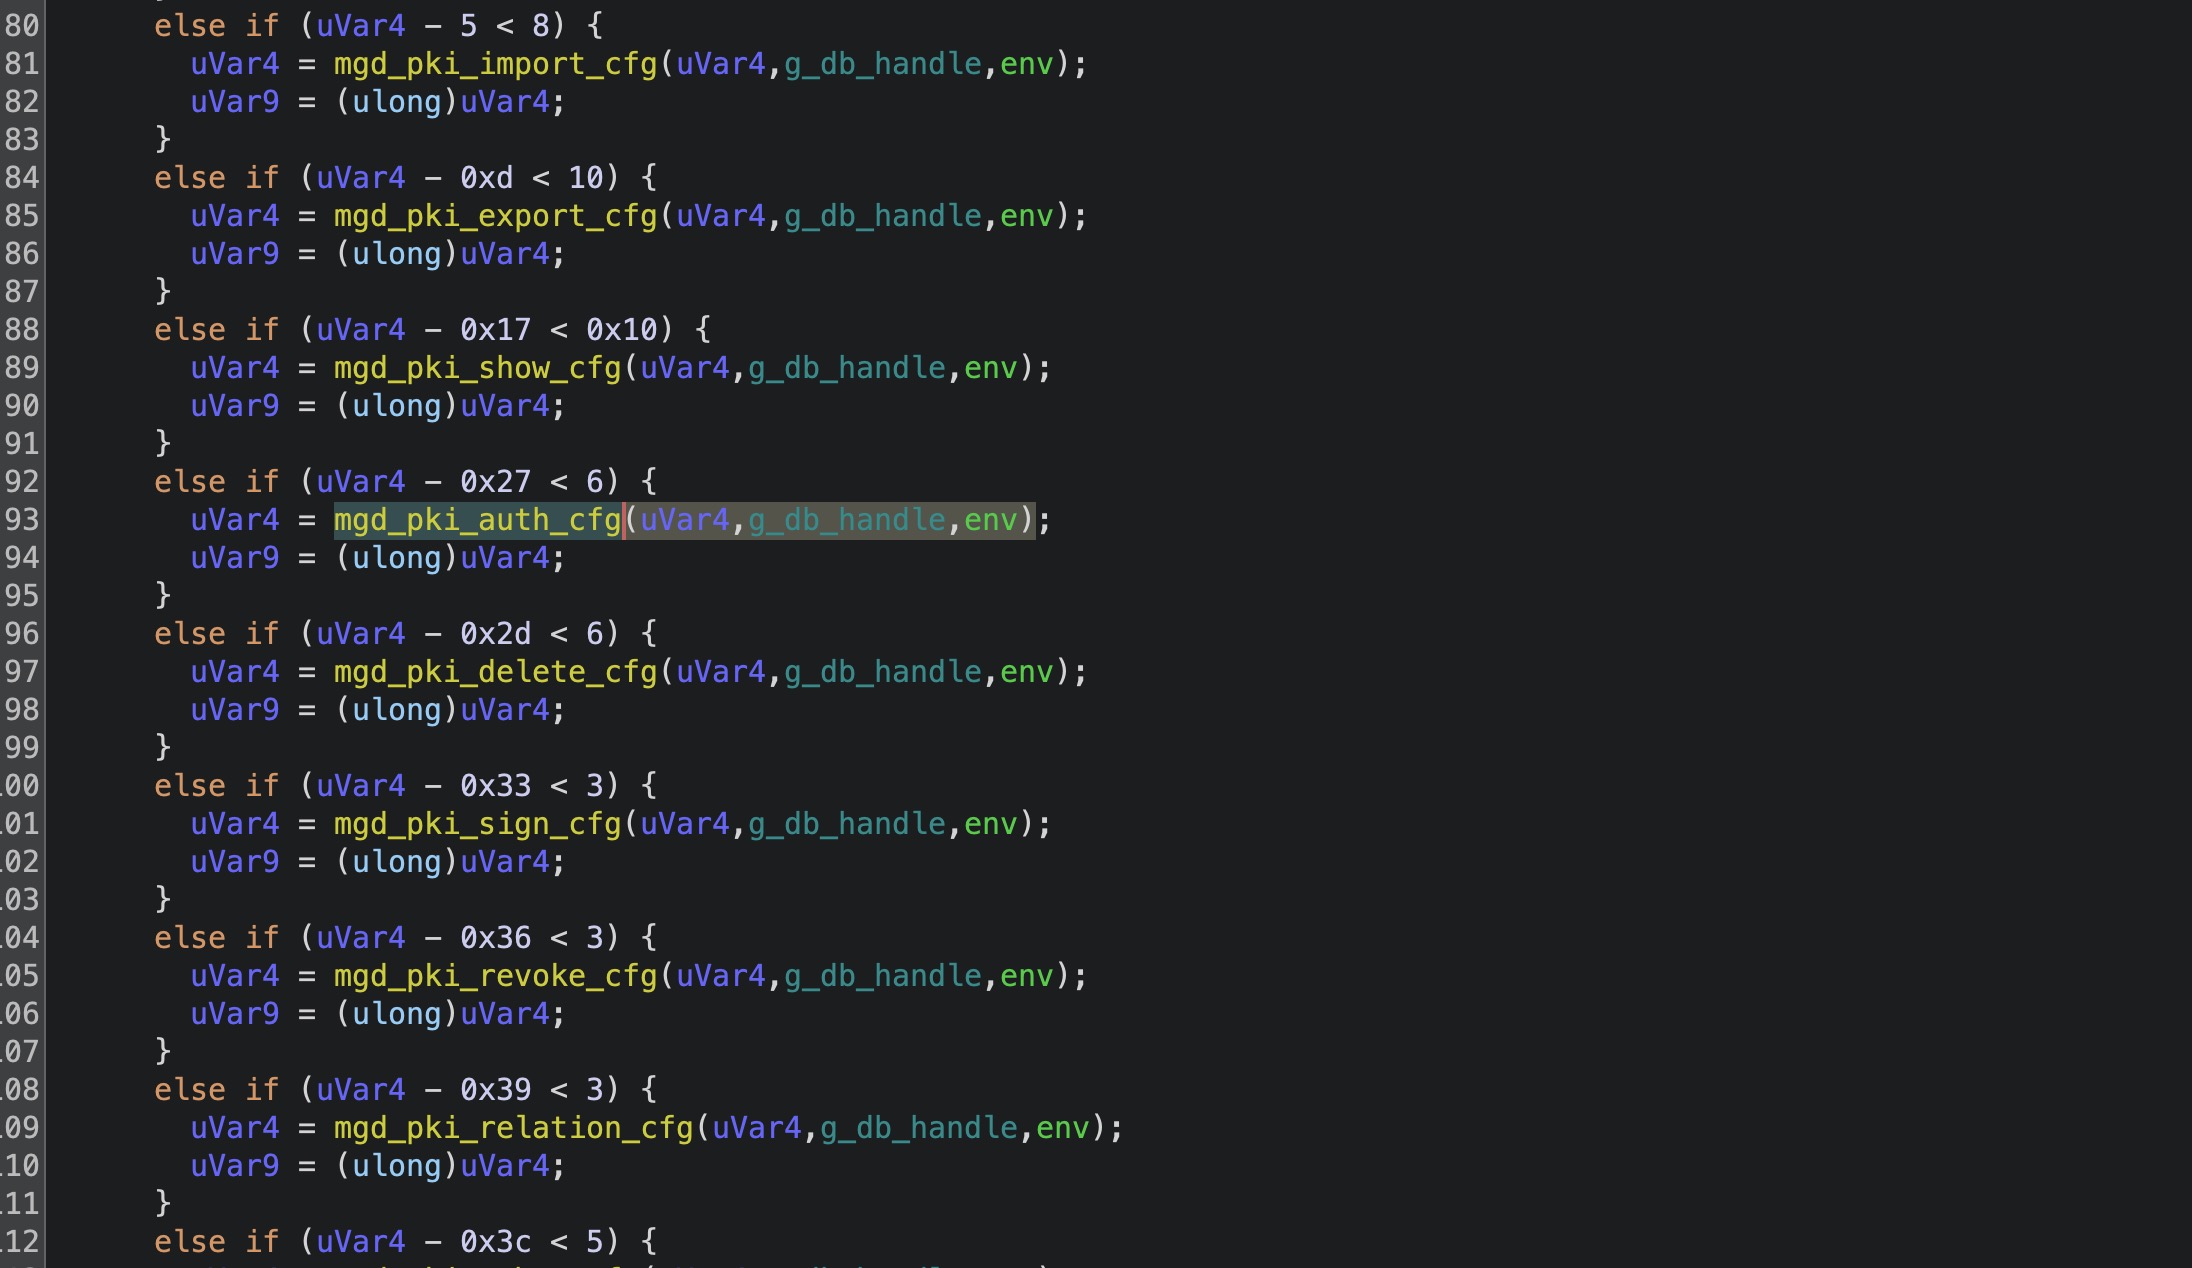 80 else if (uVar4 - 5 < 8) {
81 uVar4 = mgd_pki_import_cfg(uVar4,g_db_handle,env);
82 uVar9 = (ulong)uVar4;
83 }
84 else if (uVar4 - 0xd < 10) {
85 uVar4 = mgd_pki_export_cfg(uVar4,g_db_handle,env);
86 uVar9 = (ulong)uVar4;
87 }
88 else if (uVar4 - 0x17 < 0x10) {
89 uVar4 = mgd_pki_show_cfg(uVar4,g_db_handle,env);
90 uVar9 = (ulong)uVar4;
91 }
92 else if (uVar4 - 0x27 < 6) {
93 uVar4 = mgd_pki_auth_cfg(uVar4,g_db_handle,env);
94 uVar9 = (ulong)uVar4;
95 }
96 else if (uVar4 - 0x2d < 6) {
97 uVar4 = mgd_pki_delete_cfg(uVar4,g_db_handle,env);
98 uVar9 = (ulong)uVar4;
99 }
00 else if (uVar4 - 0x33 < 3) {
01 uVar4 = mgd_pki_sign_cfg(uVar4,g_db_handle,env);
02 uVar9 = (ulong)uVar4;
03 }
04 else if (uVar4 - 0x36 < 3) {
05 uVar4 = mgd_pki_revoke_cfg(uVar4,g_db_handle,env);
06 uVar9 = (ulong)uVar4;
07 }
08 else if (uVar4 - 0x39 < 3) {
09 uVar4 = mgd_pki_relation_cfg(uVar4,g_db_handle,env);
10 uVar9 = (ulong)uVar4;
11 }
12 else if (uVar4 - 0x3c < 5) {